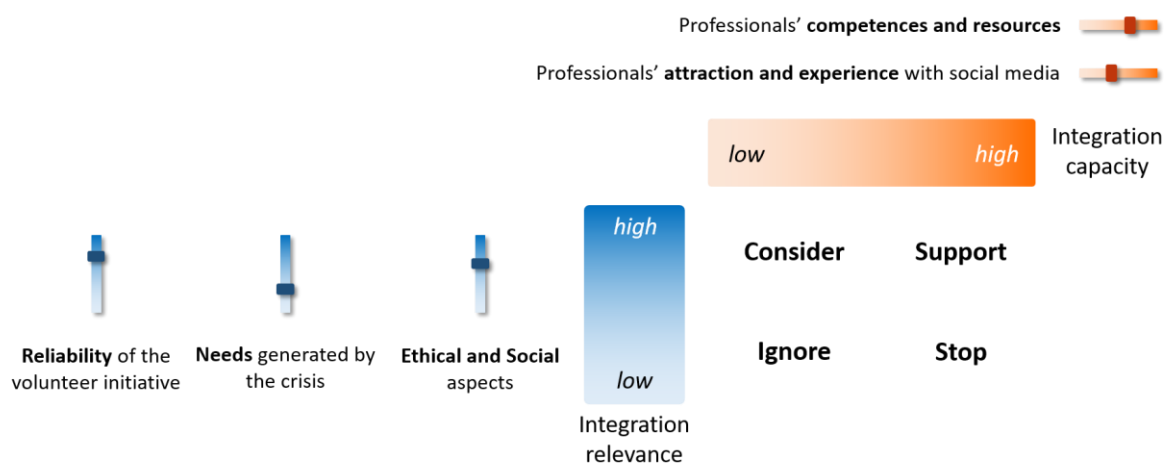 Professionals' competences and resources
Professionals' attraction and experience with social media
low
high
Integration
capacity
high
low
Integration
relevance
Consider
Support
Ignore
Stop
Reliability of the
volunteer initiative
Needs generated by
the crisis
Ethical and Social
aspects